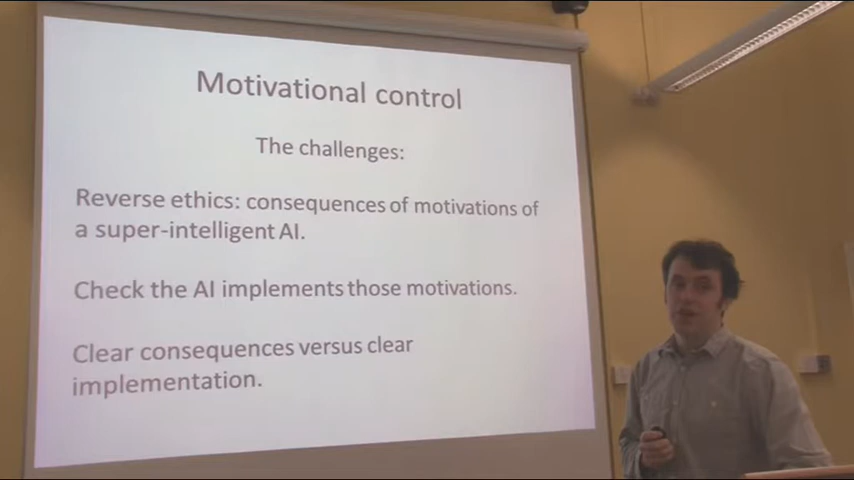 Motivational control
The challenges:
Reverse ethics: consequences of motivations of
a super-intelligent AI.
Check the AI implements those motivations.
Clear consequences versus clear
implementation.